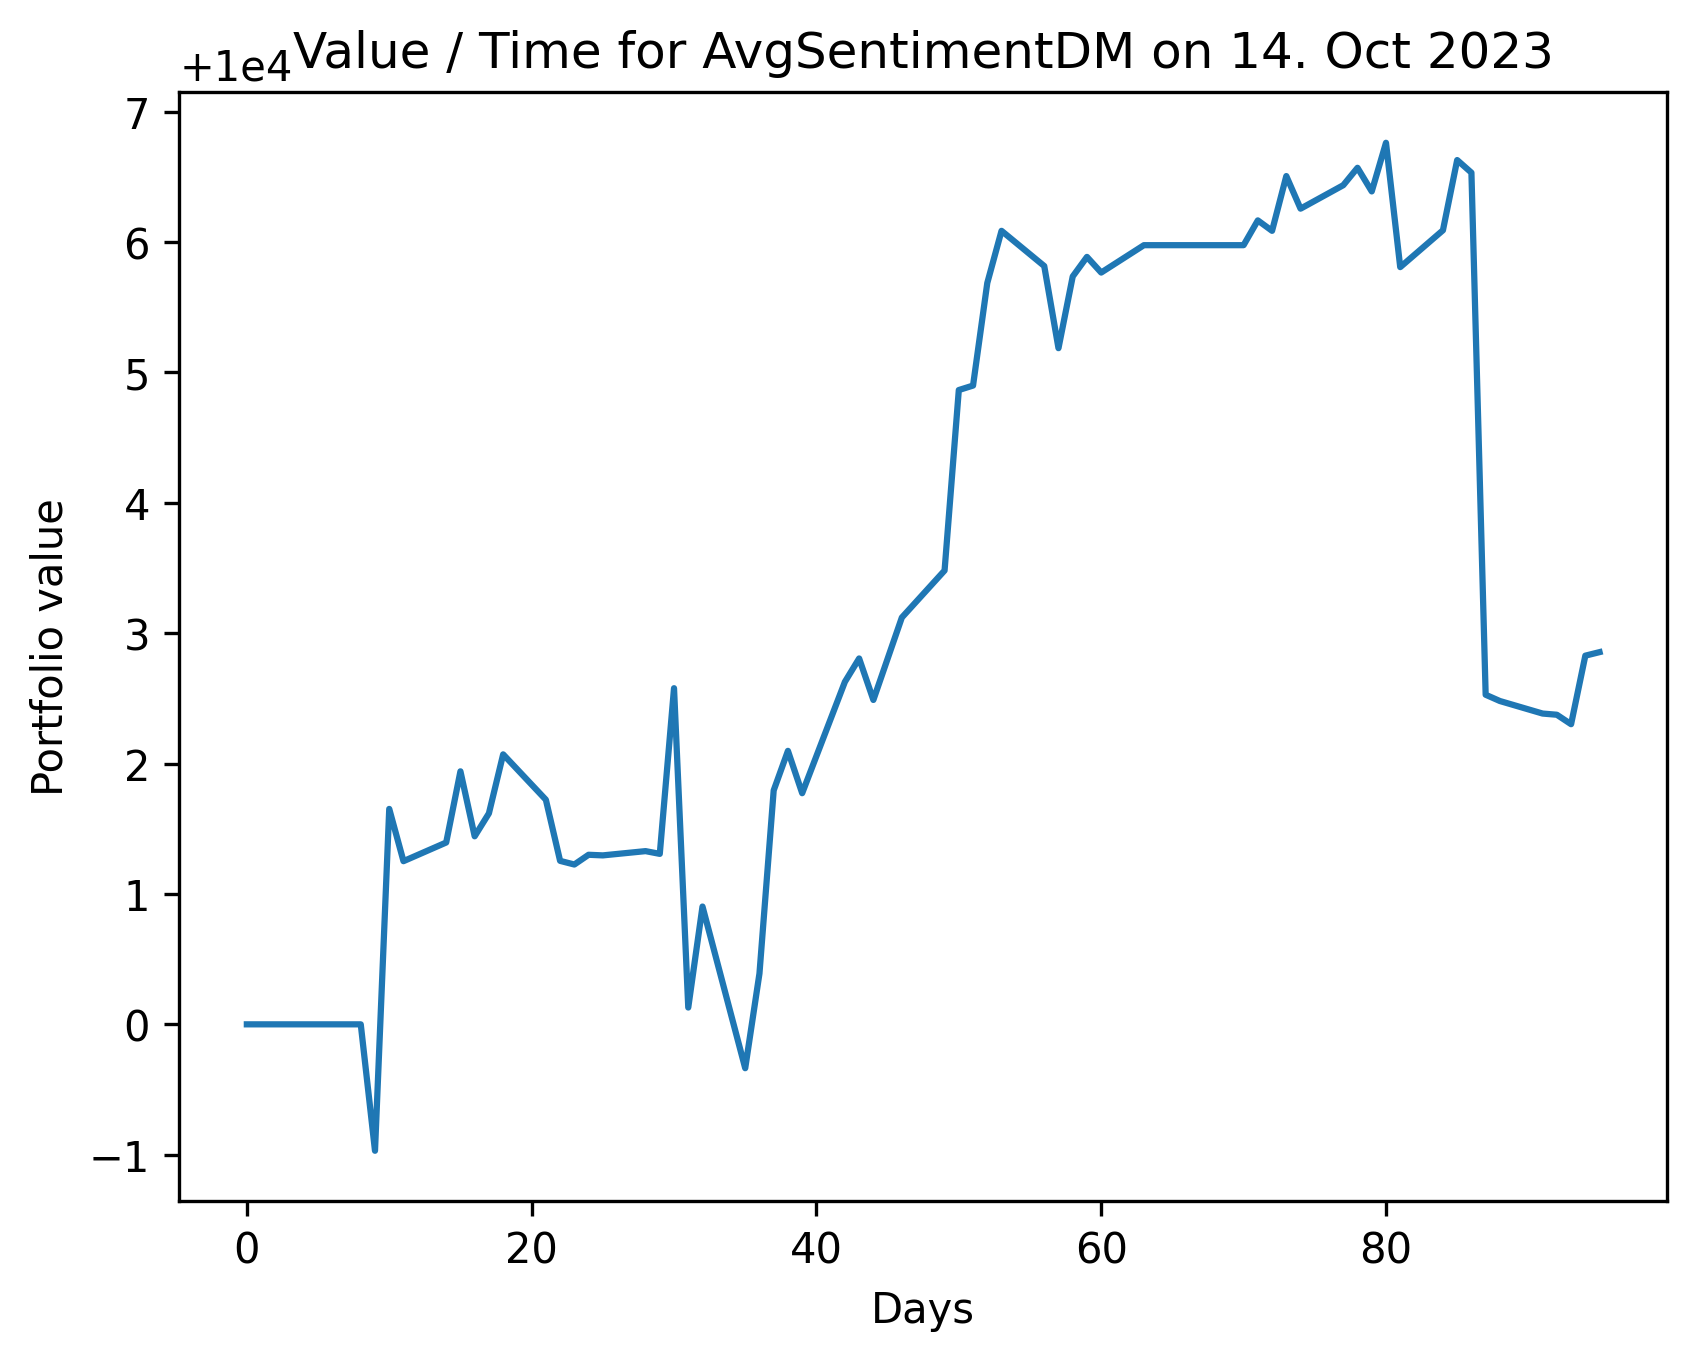 Value / Time for AvgSentimentDM on 14. Oct 2023
+1e4
7
6
5
4
3
2
1
0
−1
Portfolio value
0 20 40 60 80
Days